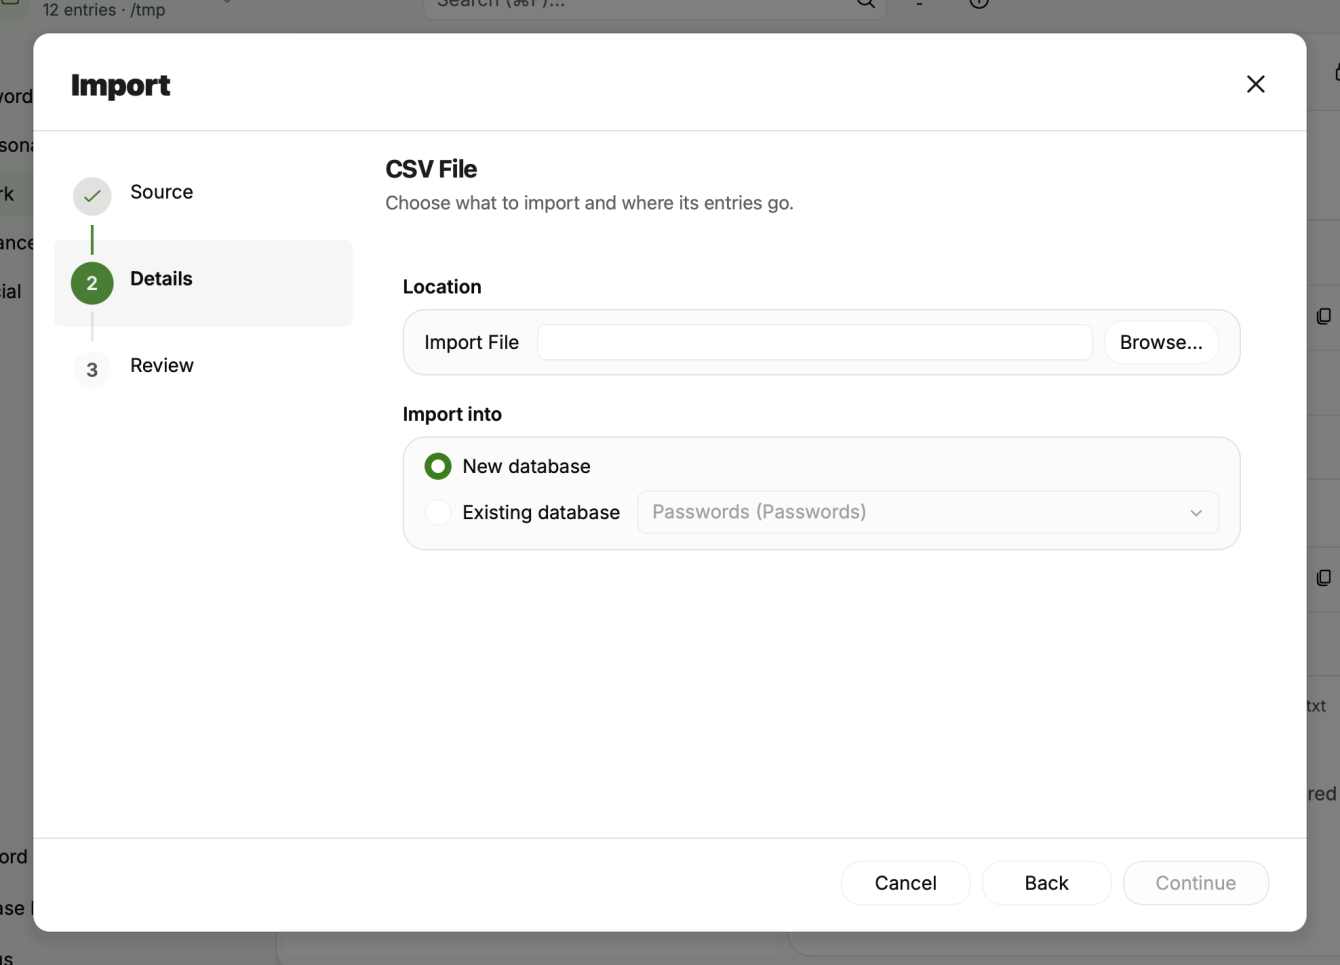 12 entries · /tmp
Import
Source
2
Details
3
Review
CSV File
Choose what to import and where its entries go.
Location
Import File
Browse...
Import into
New database
Existing database
Passwords (Passwords)
Cancel
Back
Continue